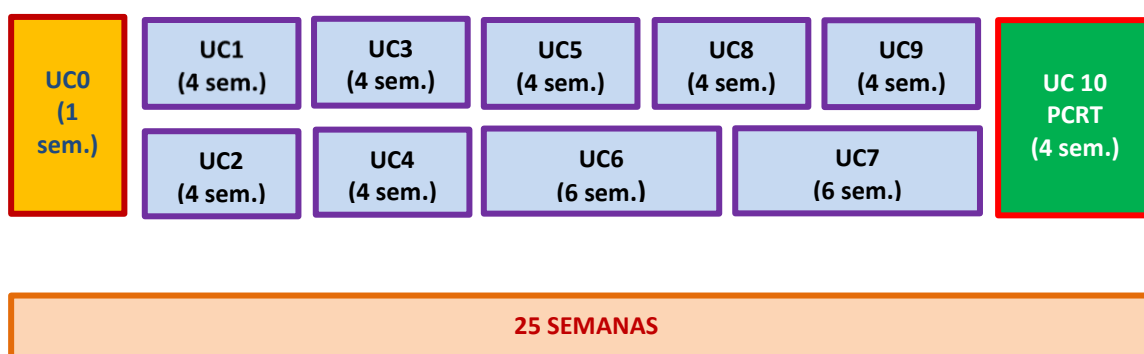 UC0
(1
sem.)
UC1
(4 sem.)
UC3
(4 sem.)
UC5
(4 sem.)
UC8
(4 sem.)
UC9
(4 sem.)
UC2
(4 sem.)
UC4
(4 sem.)
UC6
(6 sem.)
UC7
(6 sem.)
UC 10
PCRT
(4 sem.)
25 SEMANAS